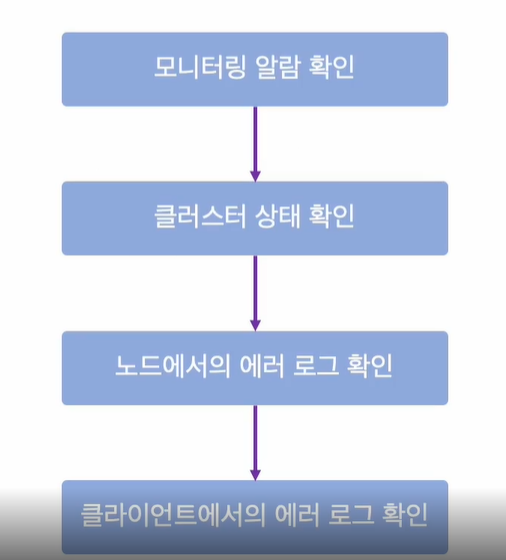 모니터링 알람 확인
클러스터 상태 확인
노드에서의 에러 로그 확인
클라이언트에서의 에러 로그 확인